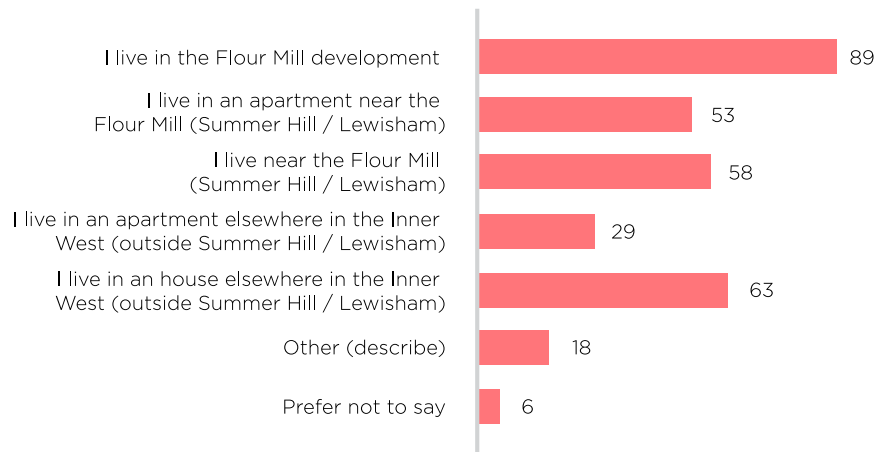 I live in the Flour Mill development
89
I live in an apartment near the
Flour Mill (Summer Hill / Lewisham)
53
I live near the Flour Mill
(Summer Hill / Lewisham)
58
I live in an apartment elsewhere in the Inner
West (outside Summer Hill / Lewisham)
29
I live in an house elsewhere in the Inner
West (outside Summer Hill / Lewisham)
63
Other (describe)
18
Prefer not to say
6